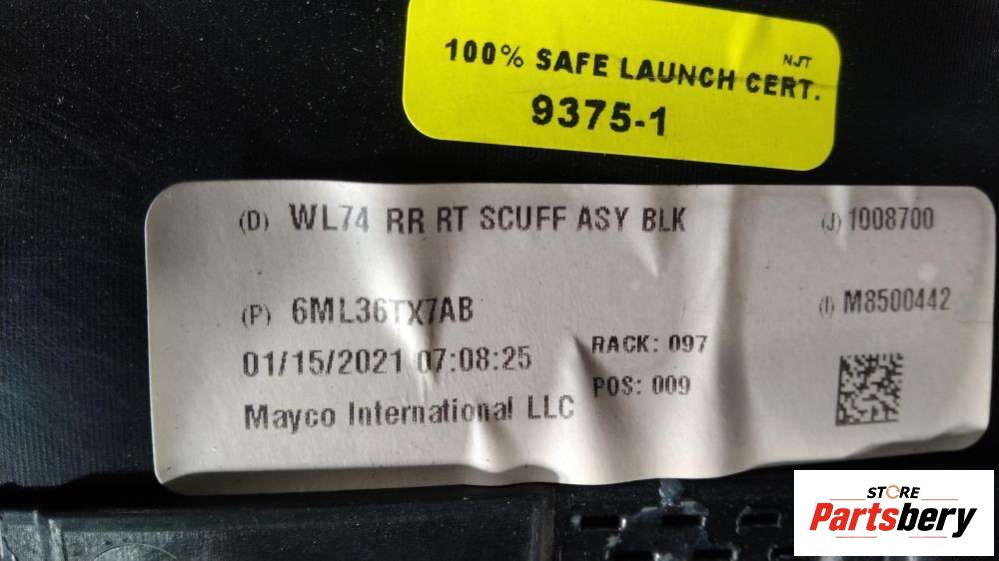 NJT
100% SAFE LAUNCH CERT.
9375-1
(D) WL74 RR RT SCUFF ASY BLK (J) 1008700
(P) 6ML36TX7AB (I) M8500442
01/15/2021 07:08:25 RACK: 097
POS: 009
Mayco International LLC
STORE
Partsbery